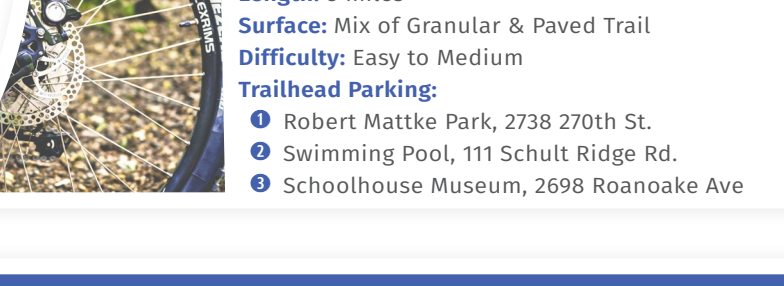 Surface: Mix of Granular & Paved Trail
Difficulty: Easy to Medium
Trailhead Parking:
1 Robert Mattke Park, 2738 270th St.
2 Swimming Pool, 111 Schult Ridge Rd.
3 Schoolhouse Museum, 2698 Roanoake Ave